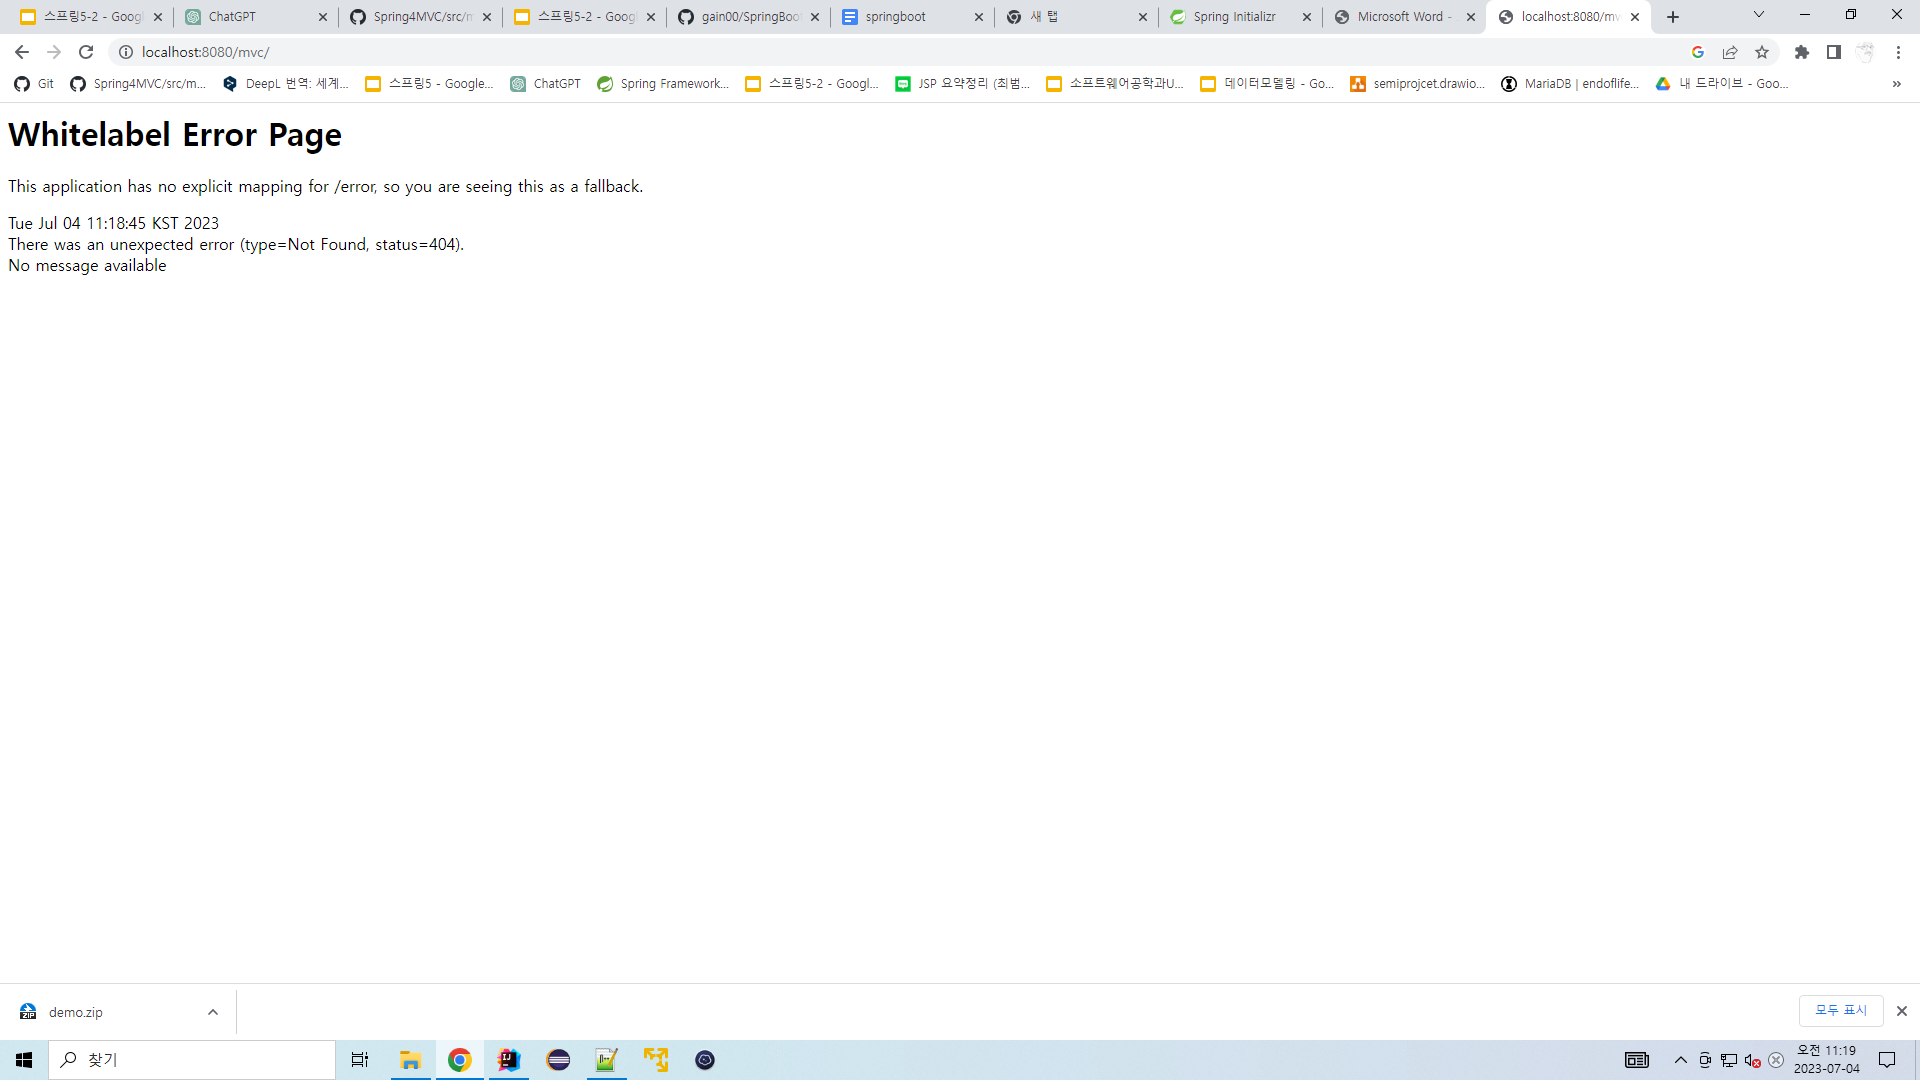 스프링5-2 - Googl
ChatGPT
Spring4MVC/src/m
스프링5-2 - Googl
gain00/SpringBoo
springboot
새 탭
Spring Initializr
Microsoft Word -
localhost:8080/mv
localhost:8080/mvc/
Git
Spring4MVC/src/m...
DeepL 번역: 세계...
스프링5 - Google...
ChatGPT
Spring Framework...
스프링5-2 - Googl...
JSP 요약정리 (최범...
소프트웨어공학과U...
데이터모델링 - Go...
semiprojcet.drawio...
MariaDB | endoflife...
내 드라이브 - Goo...
»
Whitelabel Error Page
This application has no explicit mapping for /error, so you are seeing this as a fallback.
Tue Jul 04 11:18:45 KST 2023
There was an unexpected error (type=Not Found, status=404).
No message available
demo.zip
모두 표시
찾기
오전 11:19
2023-07-04